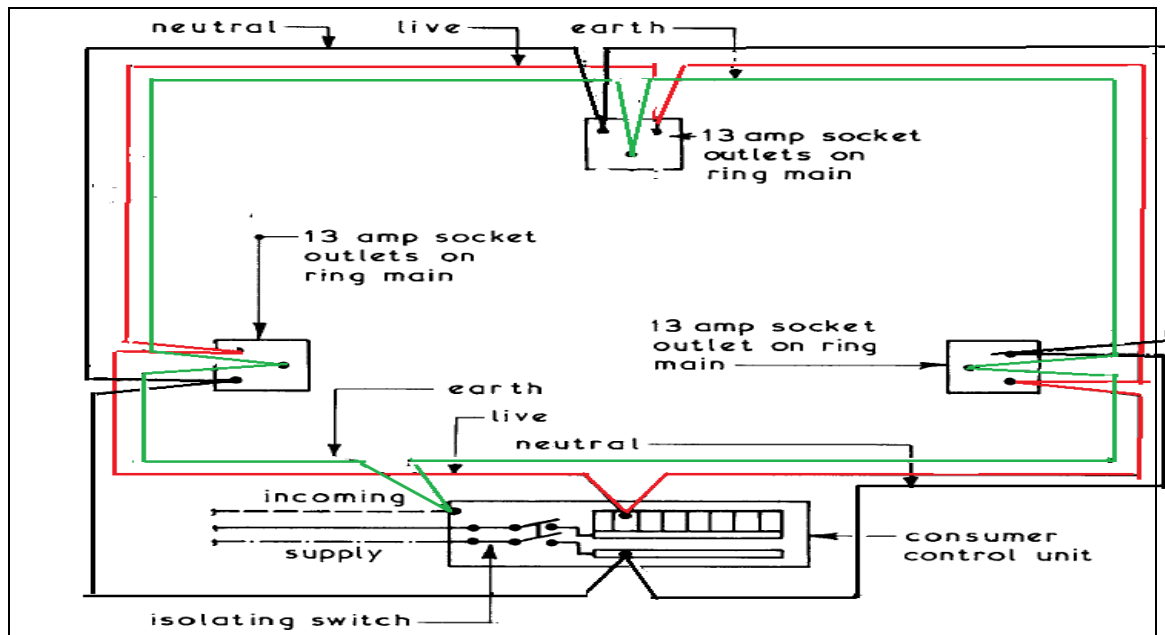 neutral
live
earth
13 amp socket
outlets on
ring main
13 amp socket
outlets on
ring main
13 amp socket
outlet on ring
main
earth
live
neutral
incoming
supply
consumer
control unit
isolating switch